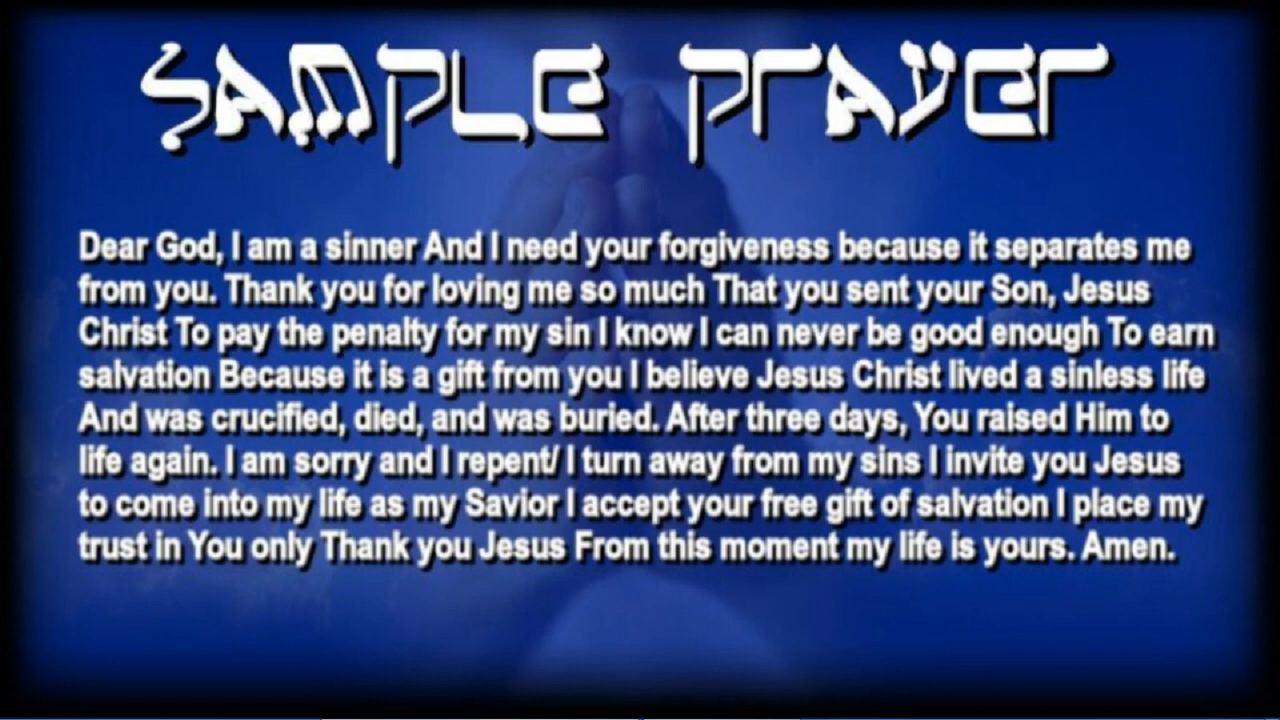 SAMPLE PRAYER
Dear God, I am a sinner And I need your forgiveness because it separates me
from you. Thank you for loving me so much That you sent your Son, Jesus
Christ To pay the penalty for my sin I know I can never be good enough To earn
salvation Because it is a gift from you I believe Jesus Christ lived a sinless life
And was crucified, died, and was buried. After three days, You raised Him to
life again. I am sorry and I repent/ I turn away from my sins I invite you Jesus
to come into my life as my Savior I accept your free gift of salvation I place my
trust in You only Thank you Jesus From this moment my life is yours. Amen.